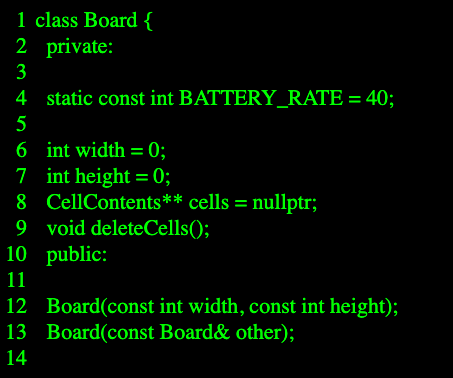 1 class Board {
2 private:
3
4 static const int BATTERY_RATE = 40;
5
6 int width = 0;
7 int height = 0;
8 CellContents** cells = nullptr;
9 void deleteCells();
10 public:
11
12 Board(const int width, const int height);
13 Board(const Board& other);
14